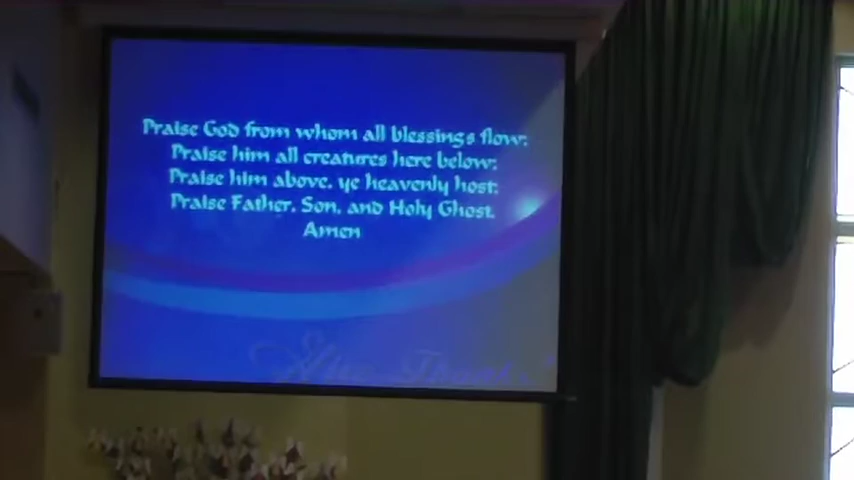 Praise God from whom all blessings flow;
Praise him all creatures here below;
Praise him above, ye heavenly host;
Praise Father, Son, and Holy Ghost.
Amen